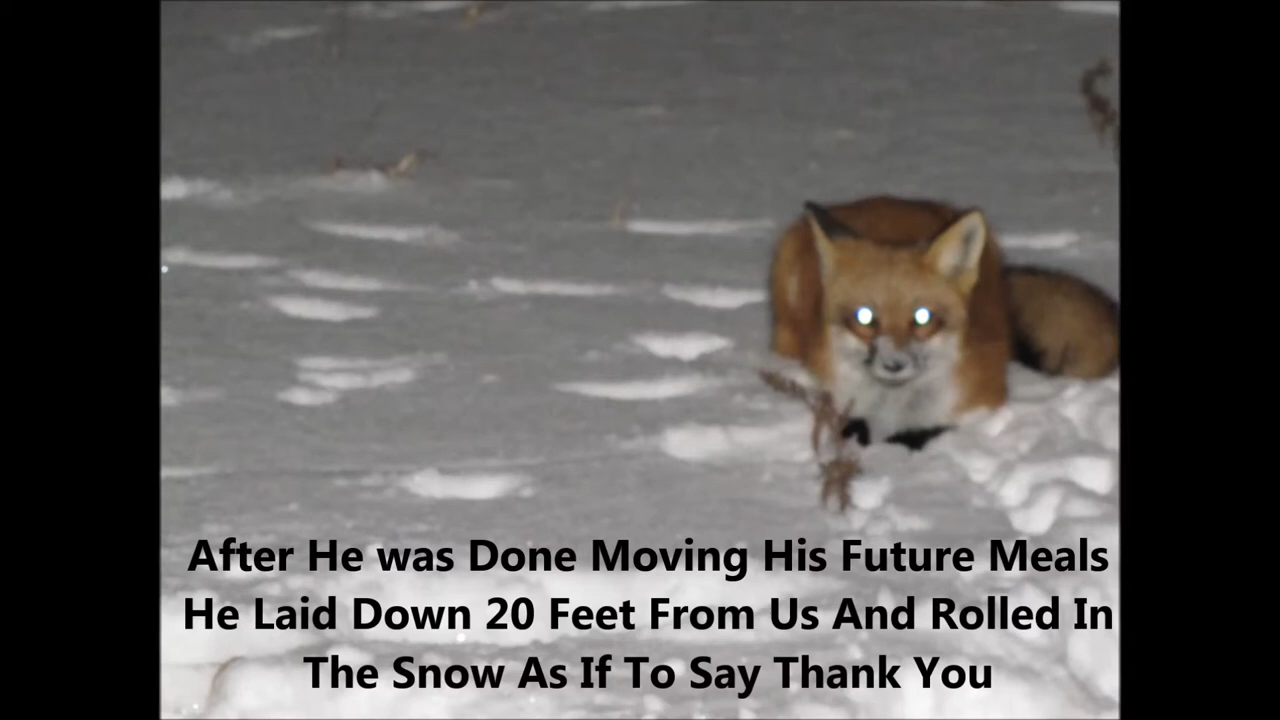 After He was Done Moving His Future Meals
He Laid Down 20 Feet From Us And Rolled In
The Snow As If To Say Thank You